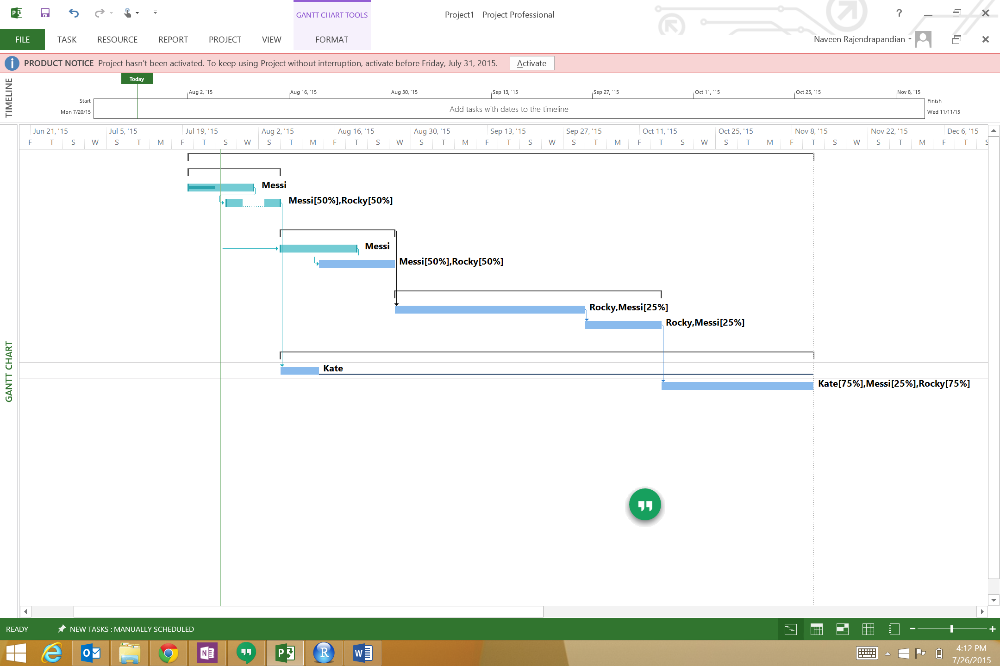 GANTT CHART TOOLS
Project1 - Project Professional
?
FILE TASK RESOURCE REPORT PROJECT VIEW FORMAT
Naveen Rajendrapandian
PRODUCT NOTICE Project hasn't been activated. To keep using Project without interruption, activate before Friday, July 31, 2015. Activate
TIMELINE
Today
Aug 2, '15 Aug 16, '15 Aug 30, '15 Sep 13, '15 Sep 27, '15 Oct 11, '15 Oct 25, '15 Nov 8, '15
Start
Mon 7/20/15
Add tasks with dates to the timeline
Finish
Wed 11/11/15
Jun 21, '15 Jul 5, '15 Jul 19, '15 Aug 2, '15 Aug 16, '15 Aug 30, '15 Sep 13, '15 Sep 27, '15 Oct 11, '15 Oct 25, '15 Nov 8, '15 Nov 22, '15 Dec 6, '15
F T S W S T M F T S W S T M F T S W S T M F T S W S T M F T S W S T M F T S W S T M F T S
GANTT CHART
Messi
Messi[50%],Rocky[50%]
Messi
Messi[50%],Rocky[50%]
Rocky,Messi[25%]
Rocky,Messi[25%]
Kate
Kate[75%],Messi[25%],Rocky[75%]
READY NEW TASKS : MANUALLY SCHEDULED
4:12 PM
7/26/2015